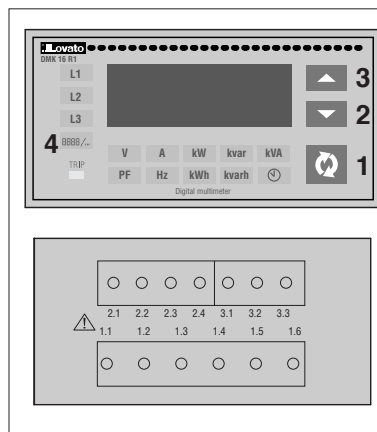 Lovato
DMK 16 R1
L1
3
L2
2
L3
4
8888/...
V A kW kvar kVA
1
TRIP
PF Hz kWh kvarh
Digital multimeter
2.1 2.2 2.3 2.4 3.1 3.2 3.3
1.1 1.2 1.3 1.4 1.5 1.6